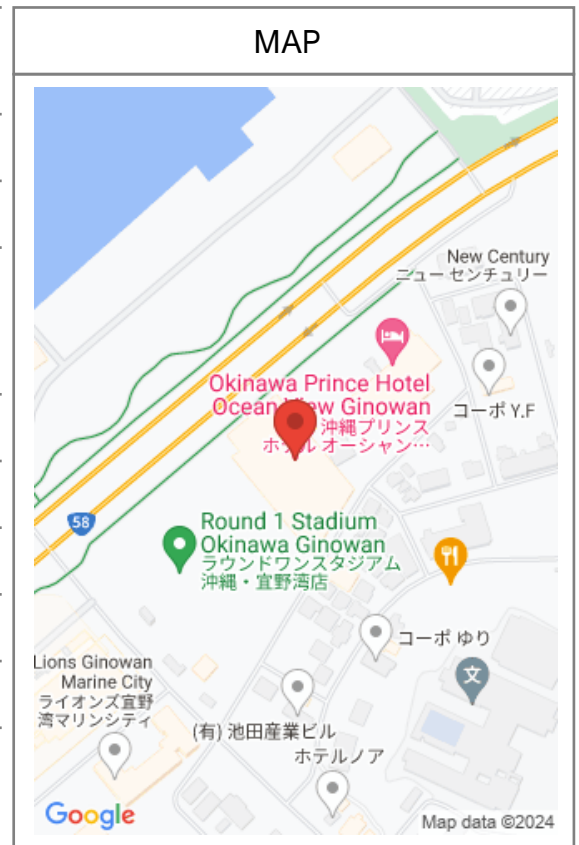 MAP
New Century
ニュー センチュリー
Okinawa Prince Hotel
Ocean View Ginowan
沖縄プリンス
ホテル オーシャン…
コーポ Y.F
58
Round 1 Stadium
Okinawa Ginowan
ラウンドワンスタジアム
沖縄・宜野湾店
コーポ ゆり
文
Lions Ginowan
Marine City
ライオンズ宜野
湾マリンシティ
(有) 池田産業ビル
ホテルノア
Google
Map data ©2024